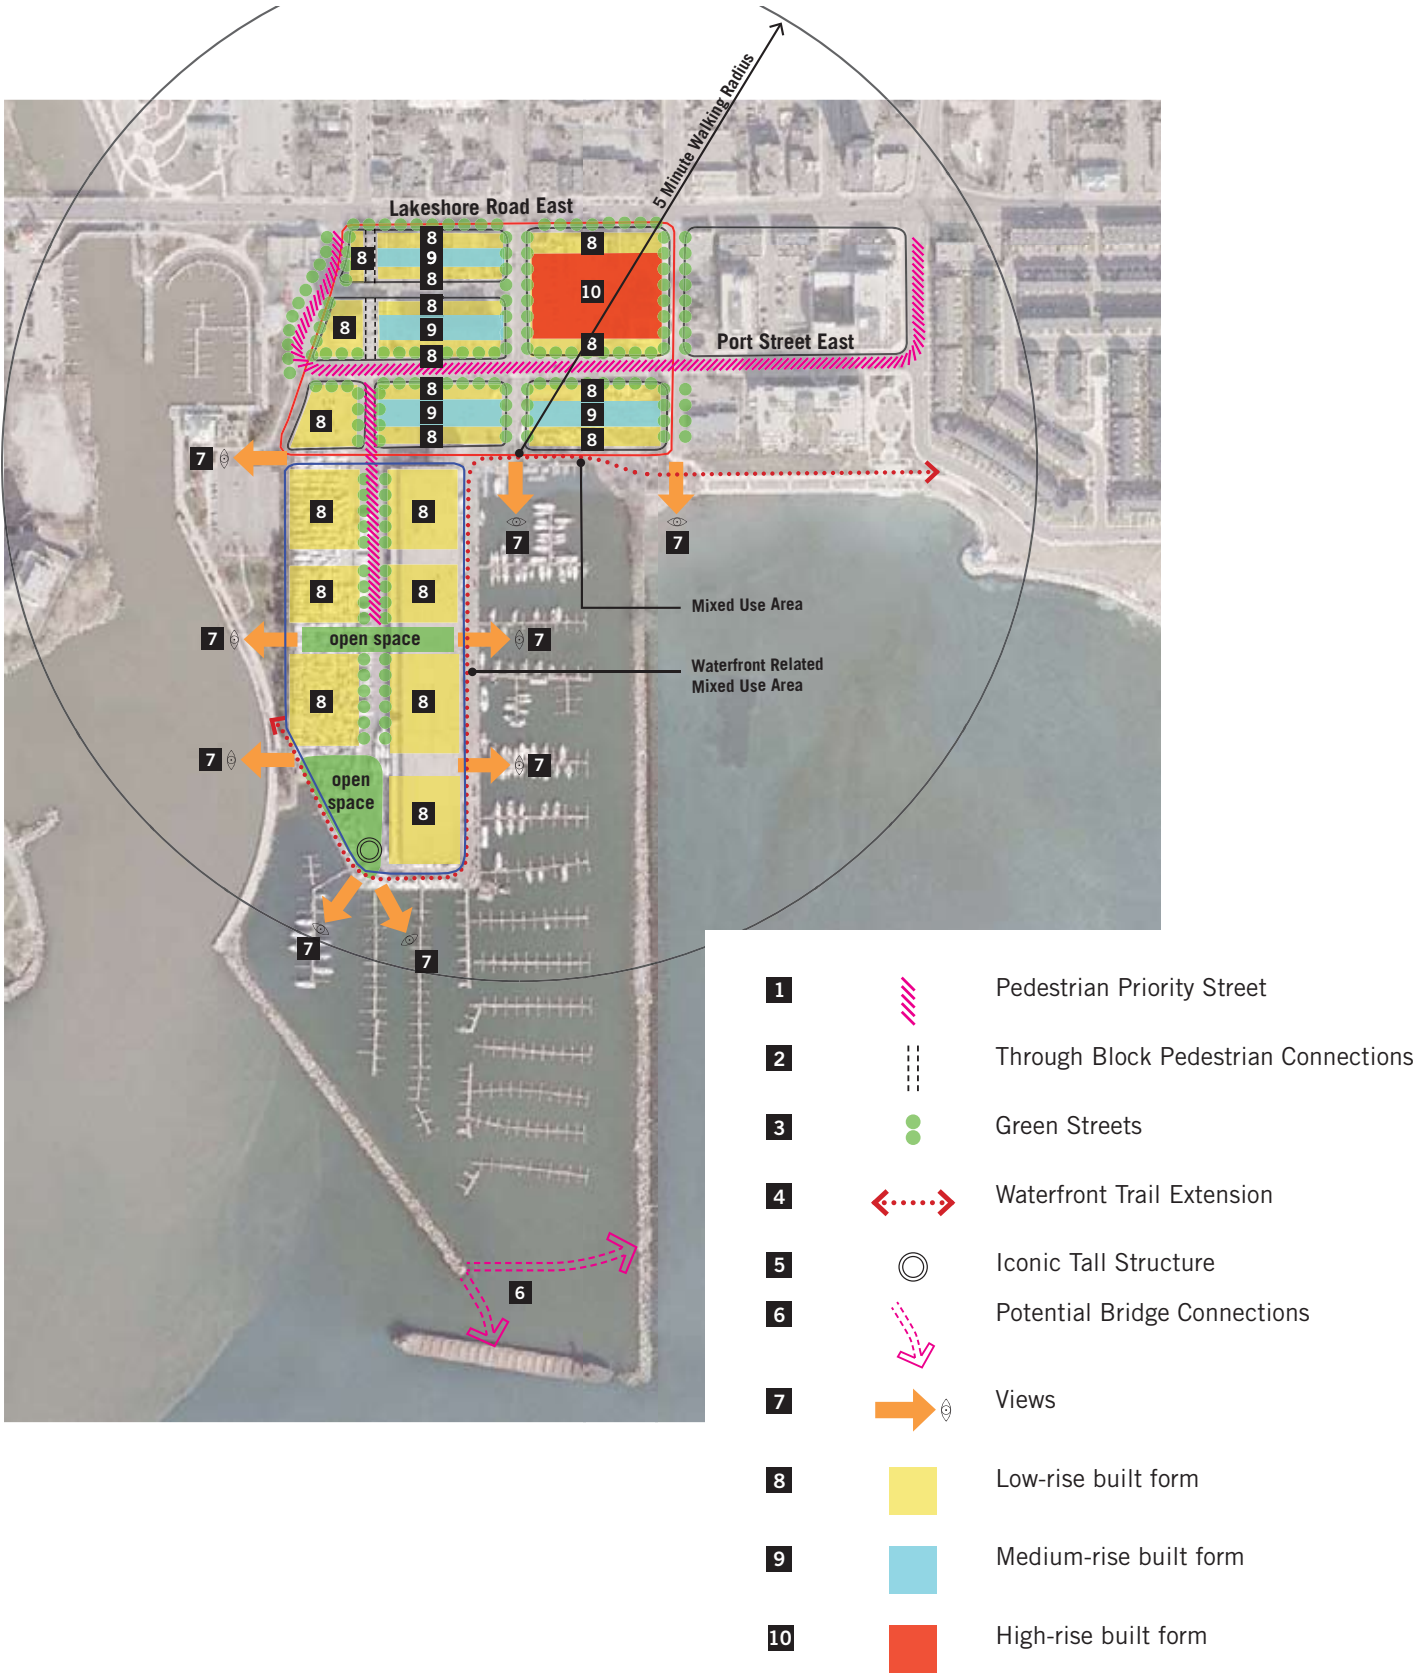 5 Minute Walking Radius
Lakeshore Road East
8
8
8
9
8
10
8
8
9
8
8
Port Street East
8
8
8
9
9
8
8
8
7
8
8
7
7
8
8
Mixed Use Area
7
open space
7
Waterfront Related
Mixed Use Area
8
8
7
7
open
space
8
7
7
1 Pedestrian Priority Street
2 Through Block Pedestrian Connections
3 Green Streets
4 Waterfront Trail Extension
5 Iconic Tall Structure
6 Potential Bridge Connections
6
7 Views
8 Low-rise built form
9 Medium-rise built form
10 High-rise built form